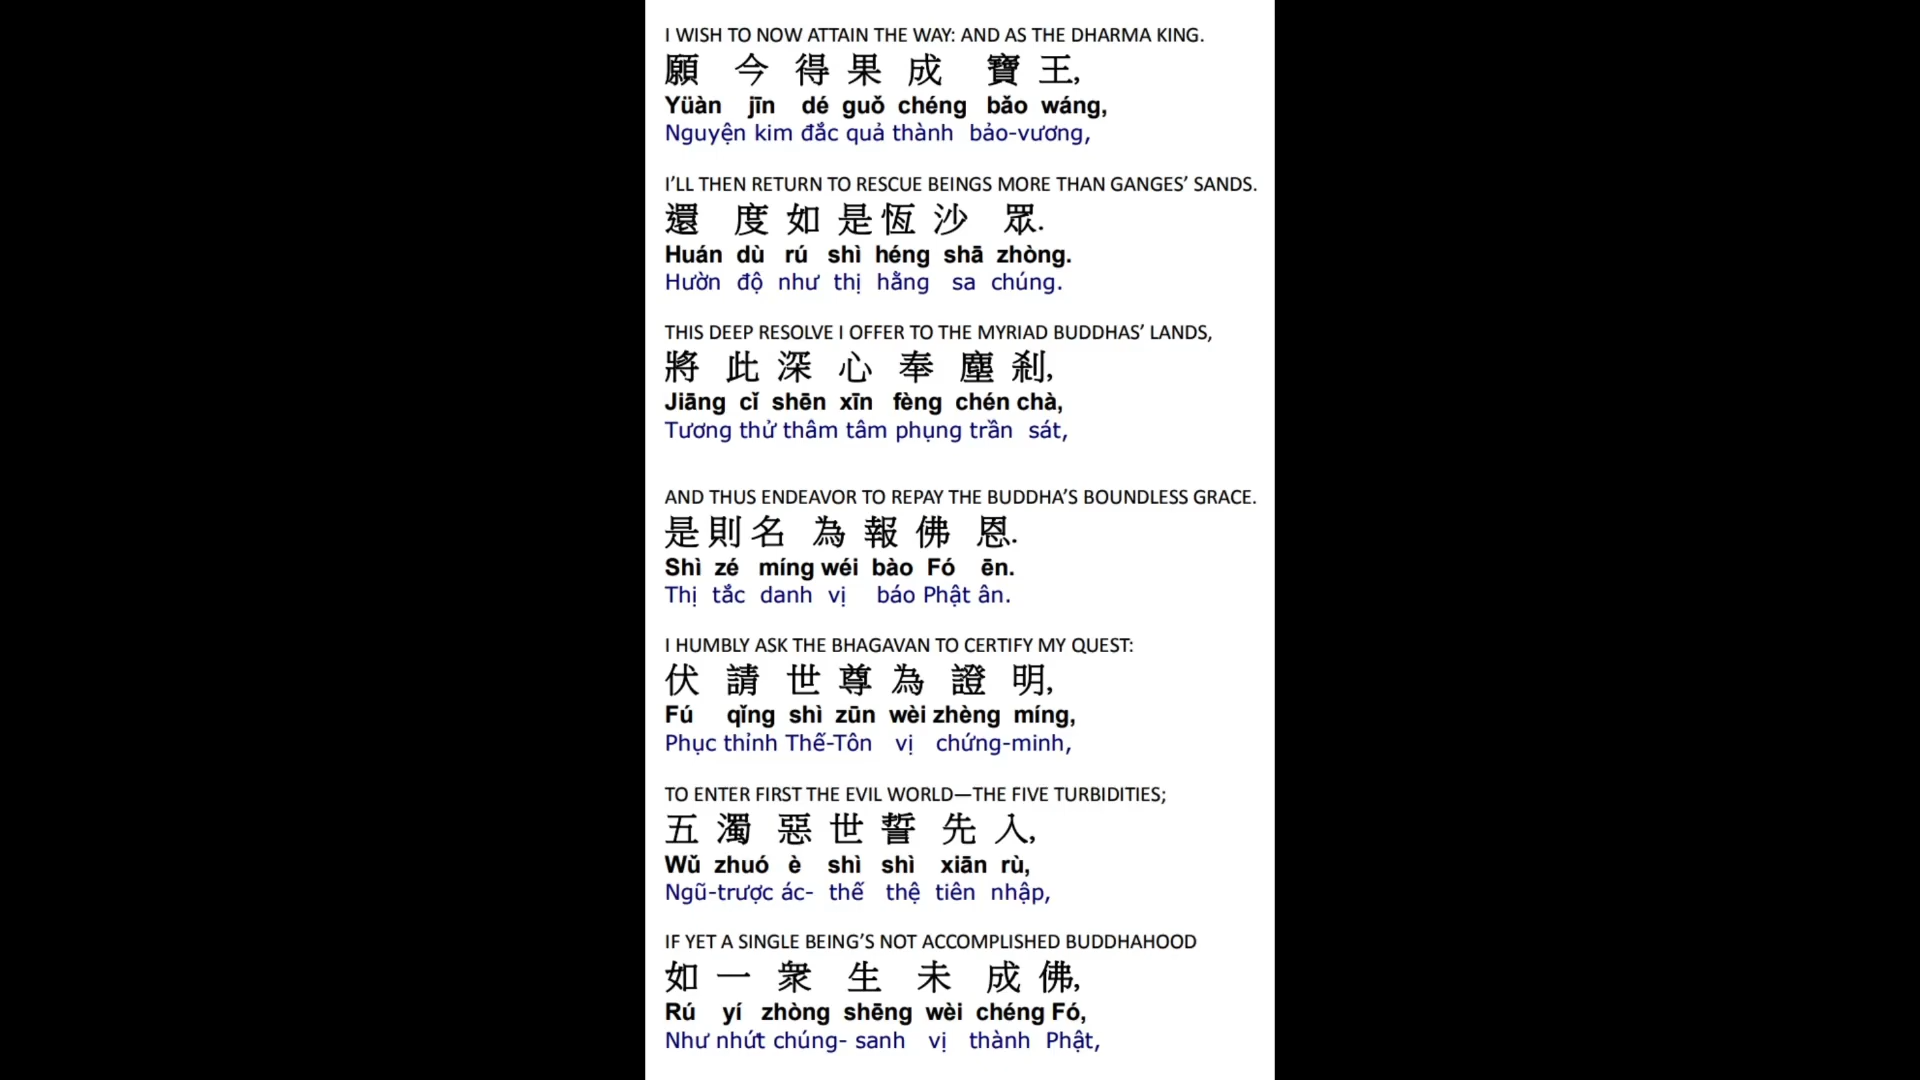 I WISH TO NOW ATTAIN THE WAY: AND AS THE DHARMA KING.
願 今 得 果 成 寶 王,
Yüàn jīn dé guǒ chéng bǎo wáng,
Nguyện kim đắc quả thành bảo-vương,
I’LL THEN RETURN TO RESCUE BEINGS MORE THAN GANGES’ SANDS.
還 度 如 是 恆 沙 眾.
Huán dù rú shì héng shā zhòng.
Hườn độ như thị hằng sa chúng.
THIS DEEP RESOLVE I OFFER TO THE MYRIAD BUDDHAS’ LANDS,
將 此 深 心 奉 塵 剎,
Jiāng cǐ shēn xīn fèng chén chà,
Tương thử thâm tâm phụng trần sát,
AND THUS ENDEAVOR TO REPAY THE BUDDHA’S BOUNDLESS GRACE.
是 則 名 為 報 佛 恩.
Shì zé míng wéi bào Fó ēn.
Thị tắc danh vị báo Phật ân.
I HUMBLY ASK THE BHAGAVAN TO CERTIFY MY QUEST:
伏 請 世 尊 為 證 明,
Fú qǐng shì zūn wèi zhèng míng,
Phục thỉnh Thế-Tôn vị chứng-minh,
TO ENTER FIRST THE EVIL WORLD—THE FIVE TURBIDITIES;
五 濁 惡 世 誓 先 入,
Wǔ zhuó è shì shì xiān rù,
Ngũ-trược ác- thế thệ tiên nhập,
IF YET A SINGLE BEING’S NOT ACCOMPLISHED BUDDHAHOOD
如 一 衆 生 未 成 佛,
Rú yí zhòng shēng wèi chéng Fó,
Như nhứt chúng- sanh vị thành Phật,